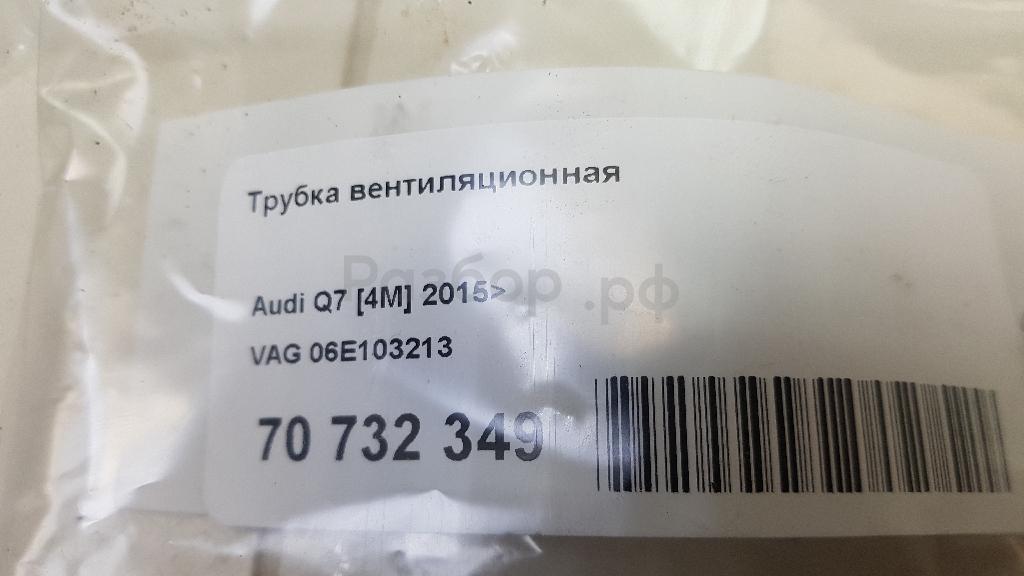 Трубка вентиляционная
Разбор.рф
Audi Q7 [4M] 2015>
VAG 06E103213
70 732 349